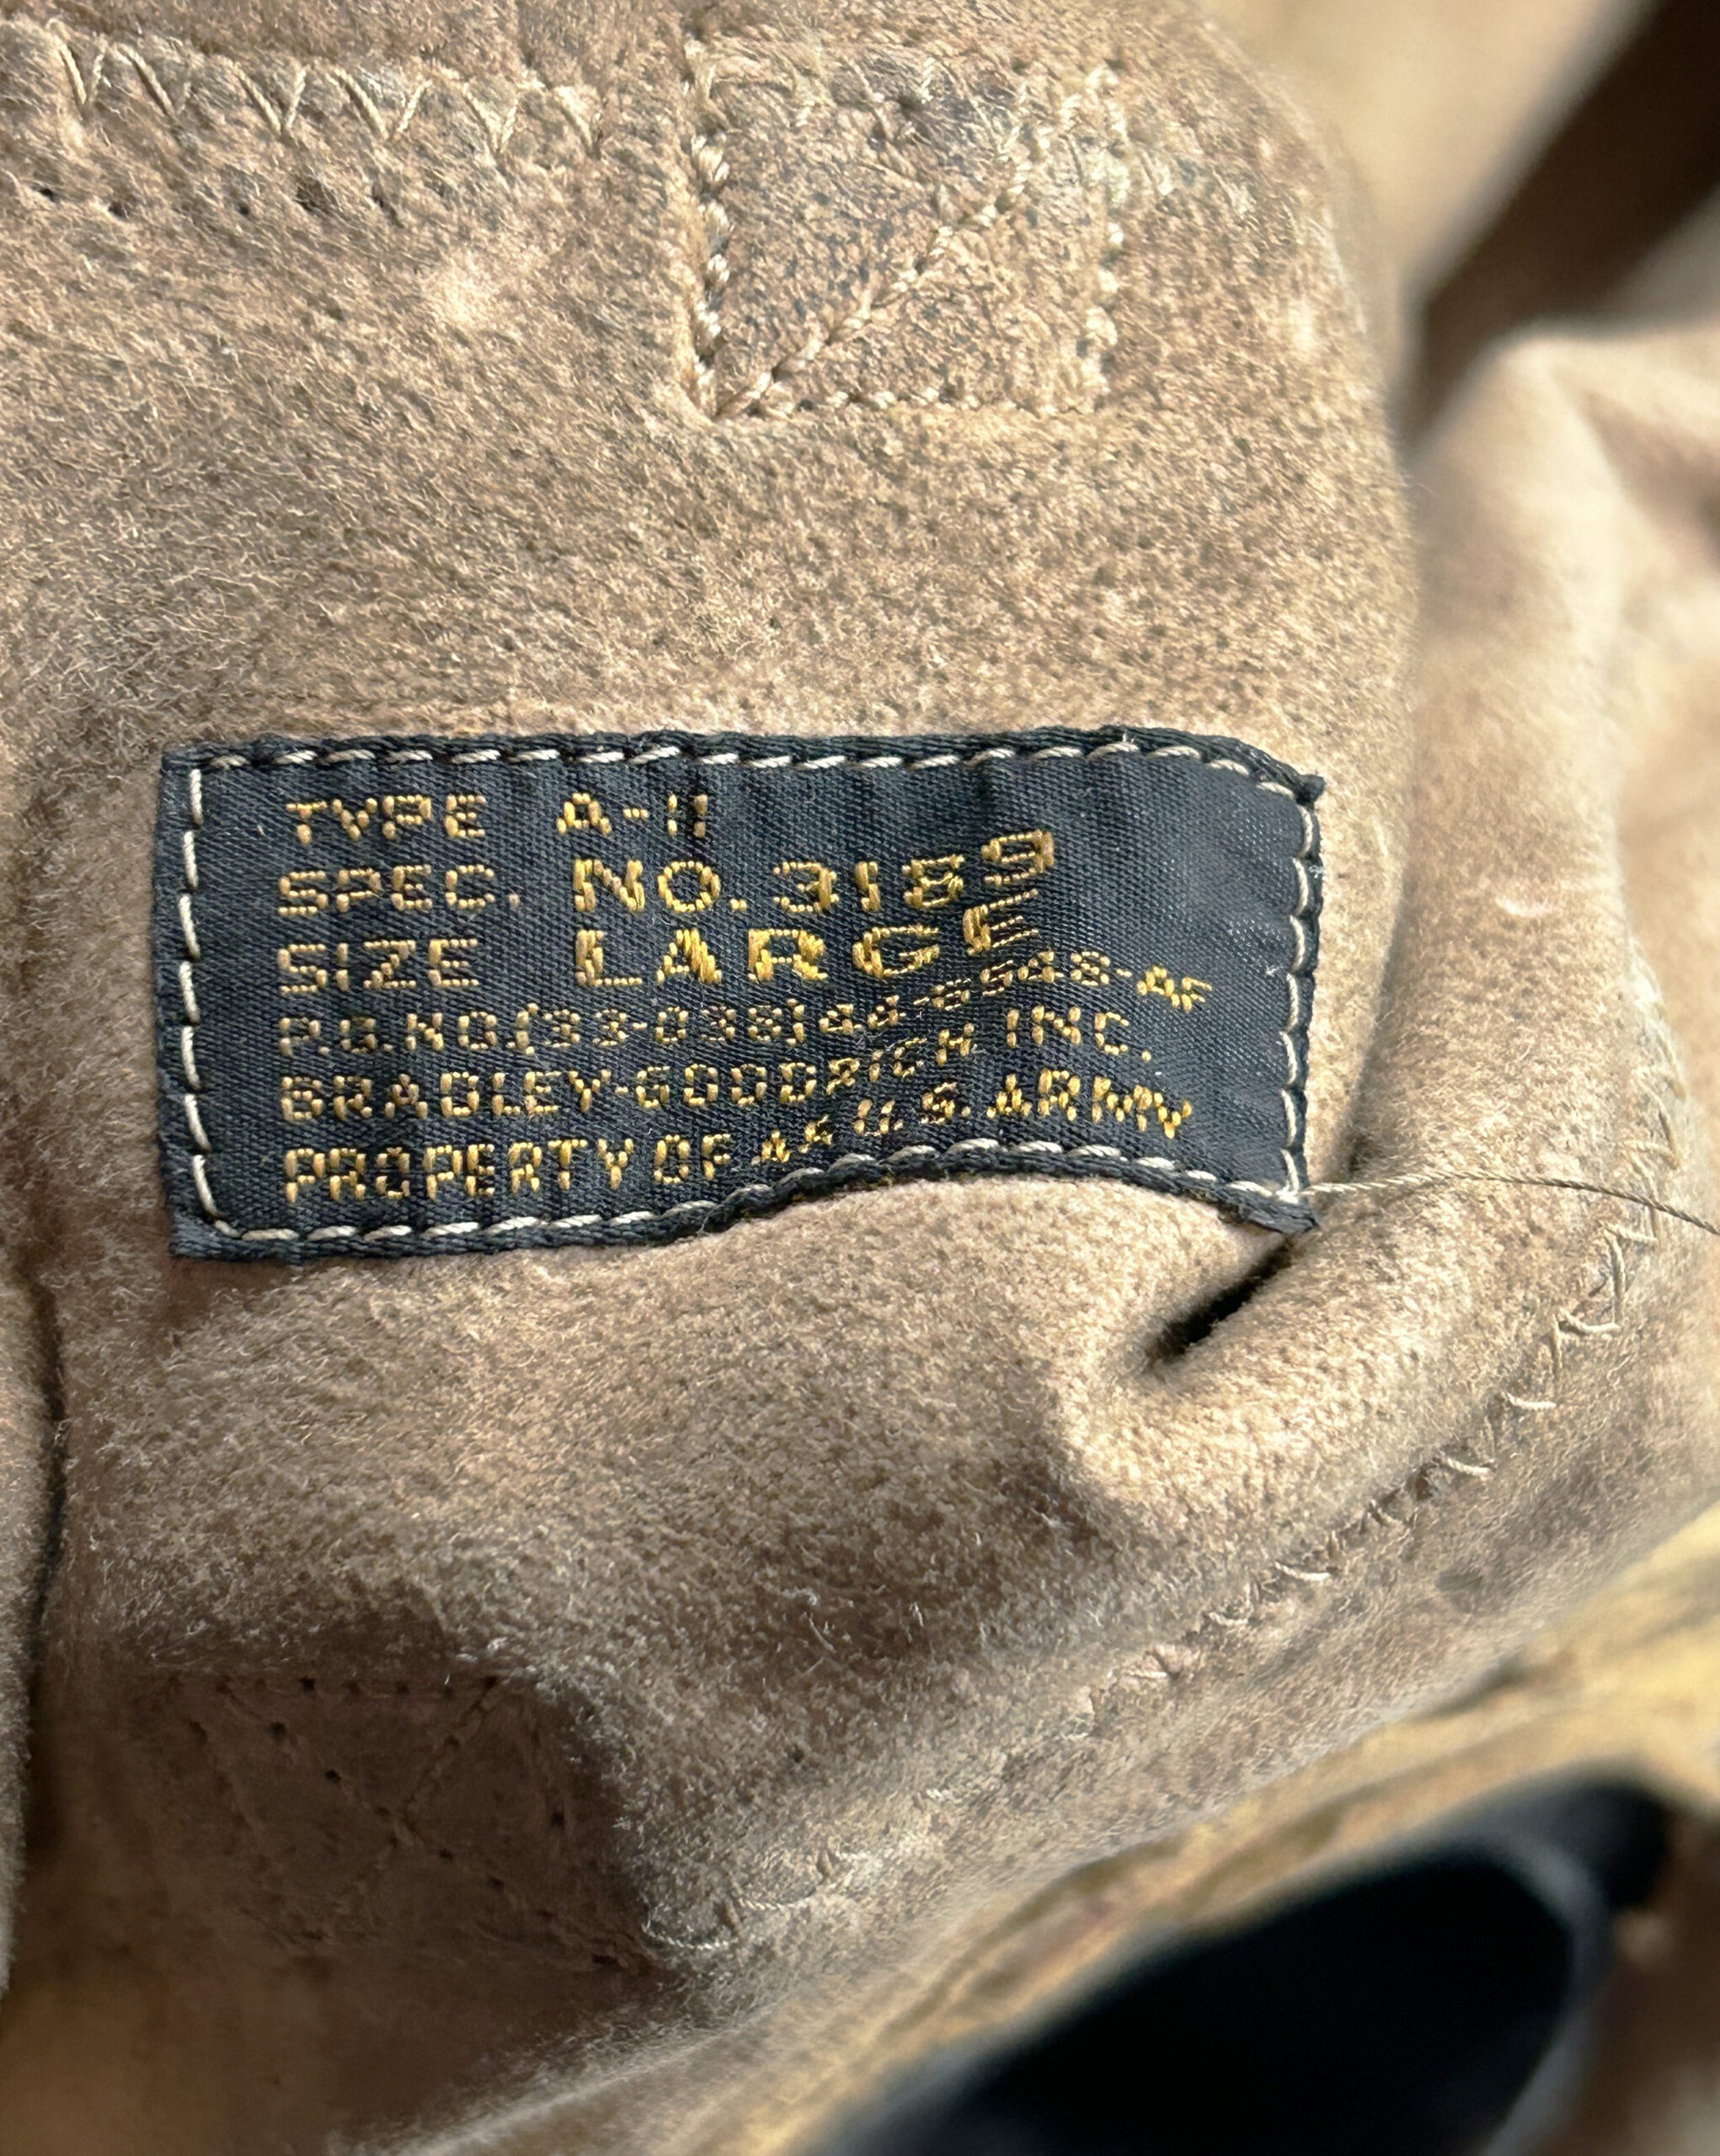 TYPE A-11
SPEC. NO. 3189
SIZE LARGE
P.O.NO.(33-038)44-6548-AF
BRADLEY-GOODRICH INC.
PROPERTY OF A F U.S. ARMY